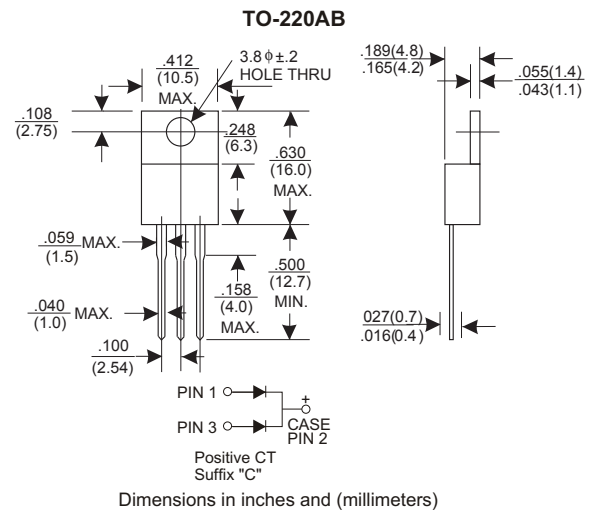 TO-220AB
.412
(10.5)
MAX.
3.8ϕ±.2
HOLE THRU
.189(4.8)
.165(4.2)
.055(1.4)
.043(1.1)
.108
(2.75)
.248
(6.3)
.630
(16.0)
MAX.
.059
(1.5)
MAX.
.500
(12.7)
MIN.
.158
(4.0)
MAX.
.040
(1.0)
MAX.
027(0.7)
.016(0.4)
.100
(2.54)
PIN 1
+
PIN 3
CASE
PIN 2
Positive CT
Suffix "C"
Dimensions in inches and (millimeters)